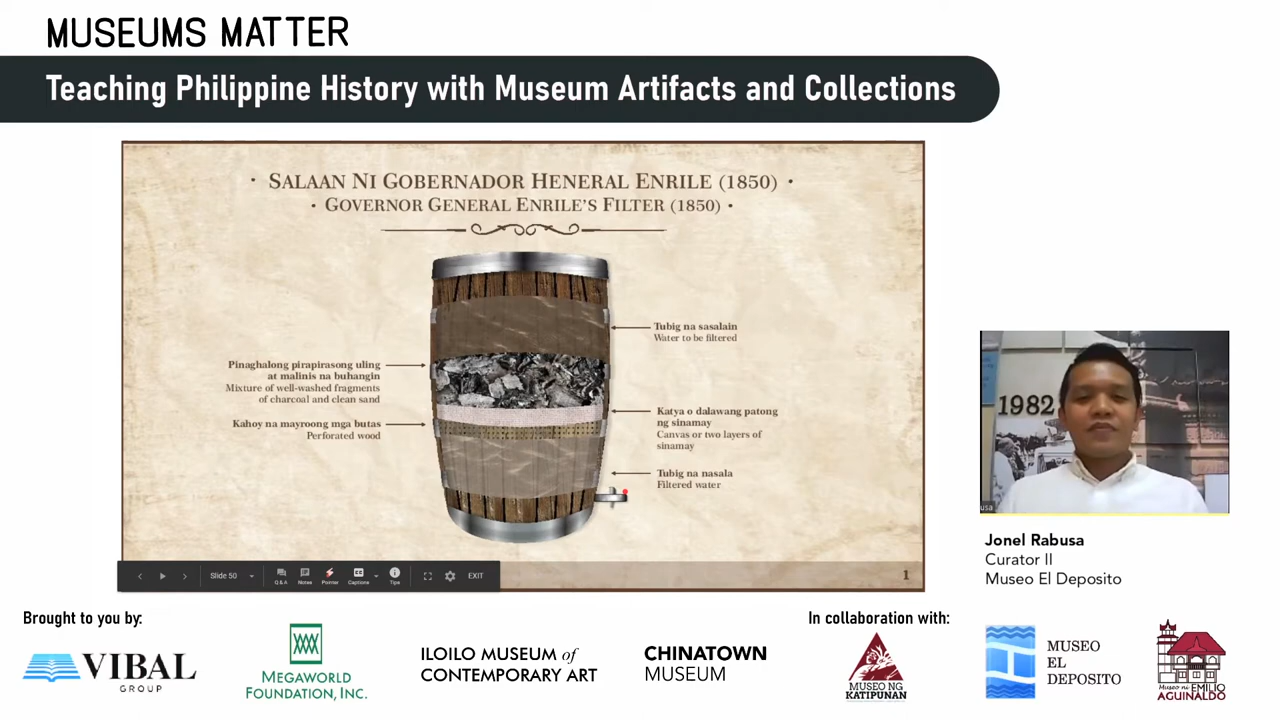 MUSEUMS MATTER
Teaching Philippine History with Museum Artifacts and Collections
• SALAAN NI GOBERNADOR HENERAL ENRILE (1850) •
• GOVERNOR GENERAL ENRILE'S FILTER (1850) •
Tubig na sasalain
Water to be filtered
Pinaghalong pirapirasong uling
at malinis na buhangin
Mixture of well-washed fragments
of charcoal and clean sand
Katya o dalawang patong
ng sinamay
Canvas or two layers of
sinamay
Kahoy na mayroong mga butas
Perforated wood
Tubig na nasala
Filtered water
Slide 50
Q&A
Notes
Pointer
Captions
Tips
EXIT
1
1982
usa
Jonel Rabusa
Curator II
Museo El Deposito
Brought to you by:
VIBAL
GROUP
MEGAWORLD
FOUNDATION, INC.
ILOILO MUSEUM of
CONTEMPORARY ART
CHINATOWN
MUSEUM
In collaboration with:
MUSEO NG
KATIPUNAN
MUSEO
EL
DEPOSITO
Museo ni EMILIO
AGUINALDO